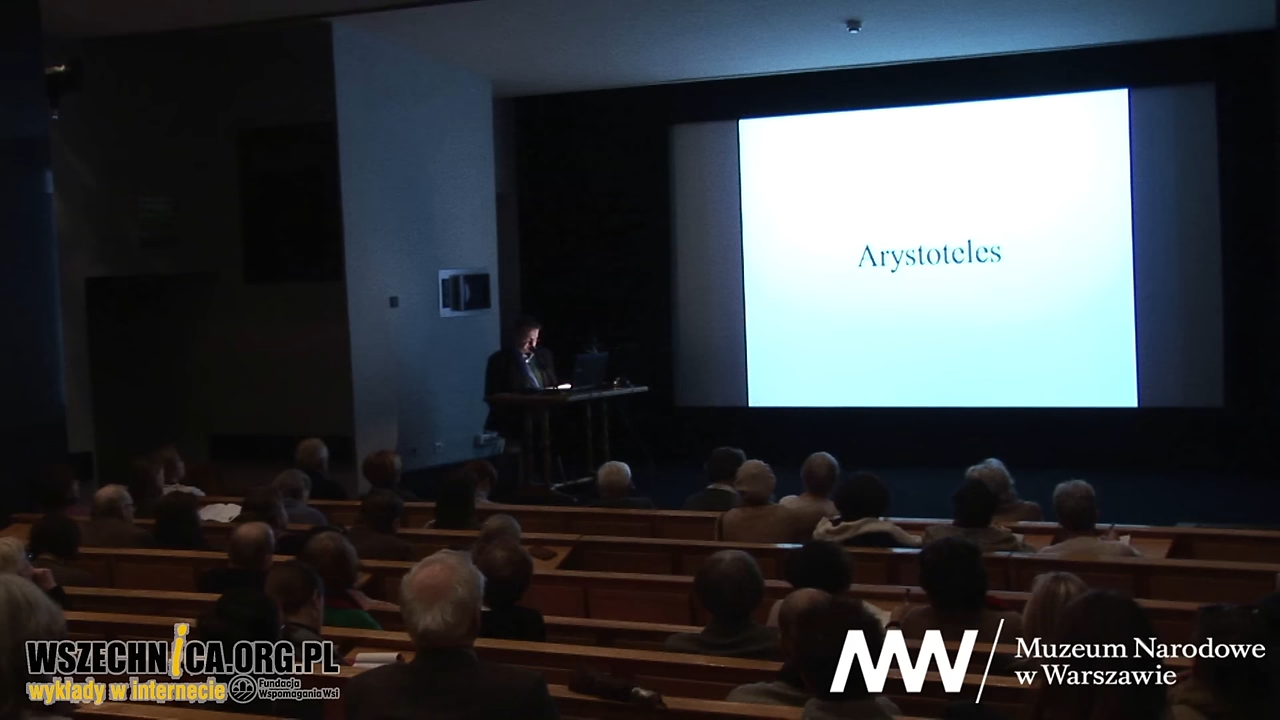 Arystoteles
WSZECHNICA.ORG.PL
wykłady w internecie
Fundacja
Wspomagania Wsi
Muzeum Narodowe
w Warszawie